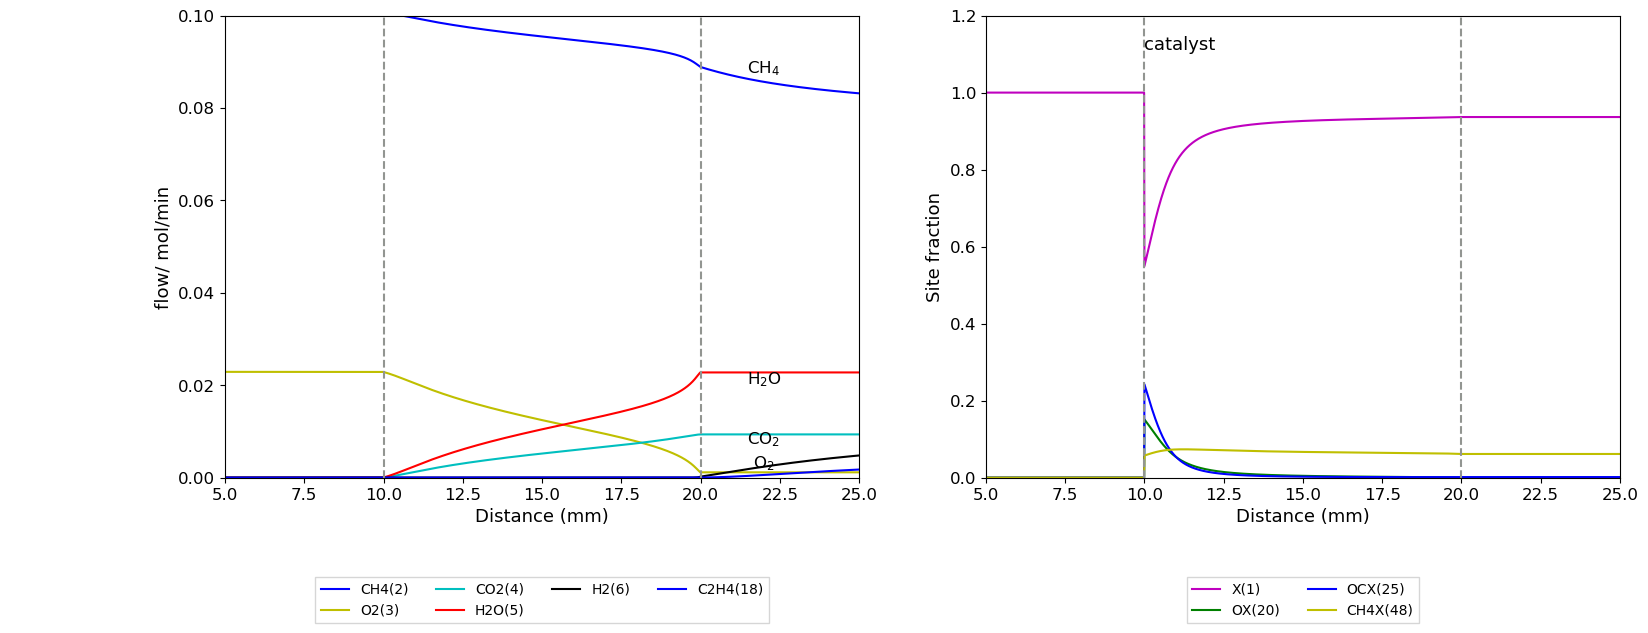 0.10
0.08
0.06
0.04
0.02
0.00
flow/ mol/min
CH₄
H₂O
CO₂
O₂
5.0 7.5 10.0 12.5 15.0 17.5 20.0 22.5 25.0
Distance (mm)
CH4(2) CO2(4) H2(6) C2H4(18)
O2(3) H2O(5)
1.2
1.0
0.8
0.6
0.4
0.2
0.0
Site fraction
catalyst
5.0 7.5 10.0 12.5 15.0 17.5 20.0 22.5 25.0
Distance (mm)
X(1) OCX(25)
OX(20) CH4X(48)